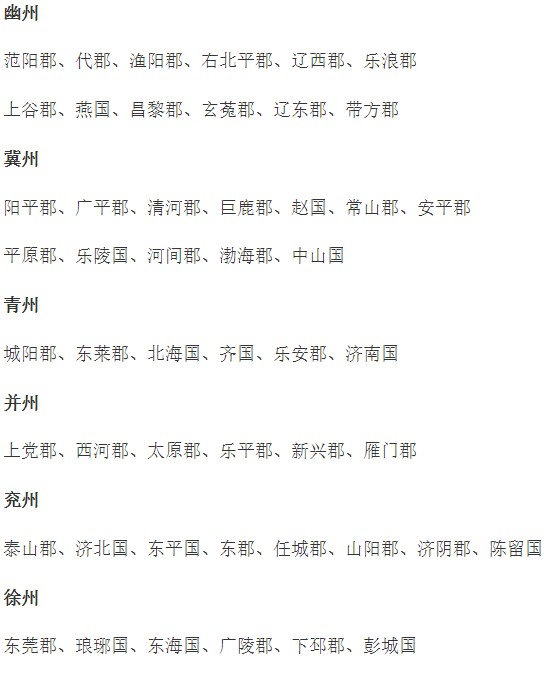 幽州
范阳郡、代郡、渔阳郡、右北平郡、辽西郡、乐浪郡
上谷郡、燕国、昌黎郡、玄菟郡、辽东郡、带方郡
冀州
阳平郡、广平郡、清河郡、巨鹿郡、赵国、常山郡、安平郡
平原郡、乐陵国、河间郡、渤海郡、中山国
青州
城阳郡、东莱郡、北海国、齐国、乐安郡、济南国
并州
上党郡、西河郡、太原郡、乐平郡、新兴郡、雁门郡
兖州
泰山郡、济北国、东平国、东郡、任城郡、山阳郡、济阴郡、陈留国
徐州
东莞郡、琅琊国、东海国、广陵郡、下邳郡、彭城国